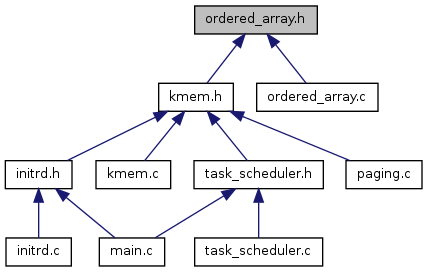 ordered_array.h
kmem.h
ordered_array.c
initrd.h
kmem.c
task_scheduler.h
paging.c
initrd.c
main.c
task_scheduler.c